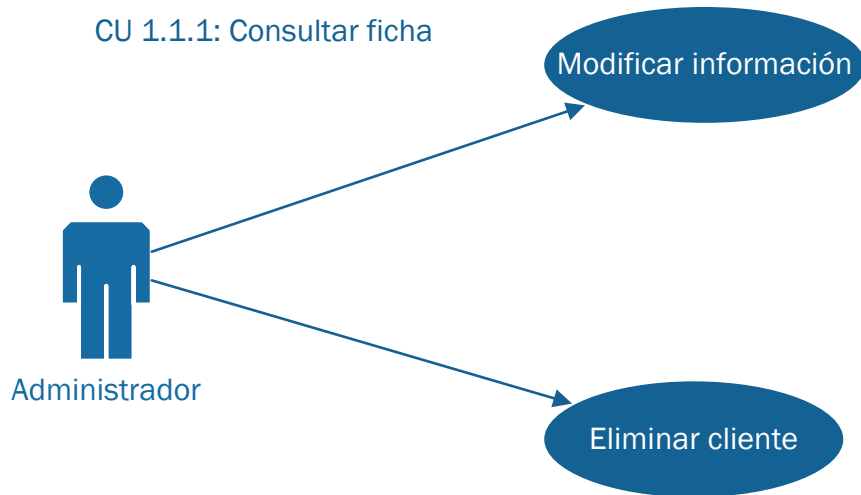 CU 1.1.1: Consultar ficha
Modificar información
Administrador
Eliminar cliente